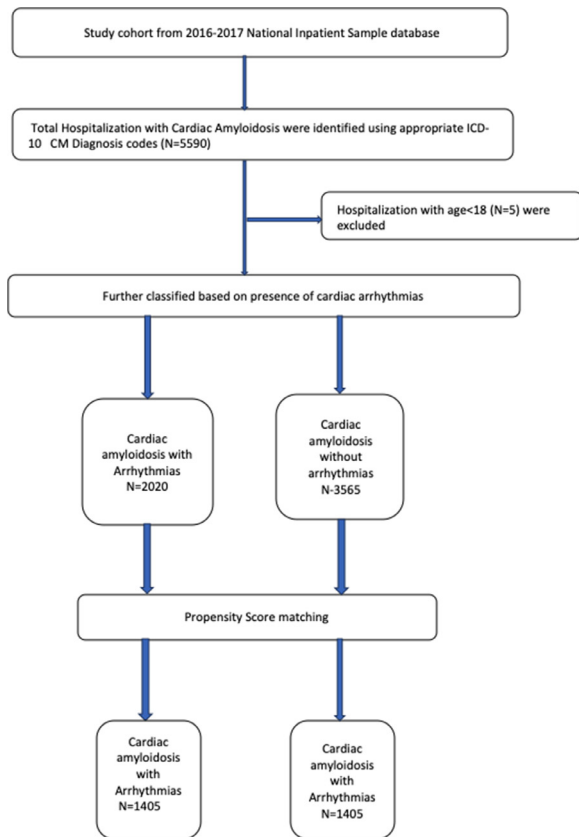 Study cohort from 2016-2017 National Inpatient Sample database
Total Hospitalization with Cardiac Amyloidosis were identified using appropriate ICD-
10 CM Diagnosis codes (N=5590)
Hospitalization with age<18 (N=5) were
excluded
Further classified based on presence of cardiac arrhythmias
Cardiac
amyloidosis with
Arrhythmias
N=2020
Cardiac
amyloidosis
without
arrhythmias
N-3565
Propensity Score matching
Cardiac
amyloidosis
with
Arrhythmias
N=1405
Cardiac
amyloidosis
with
Arrhythmias
N=1405